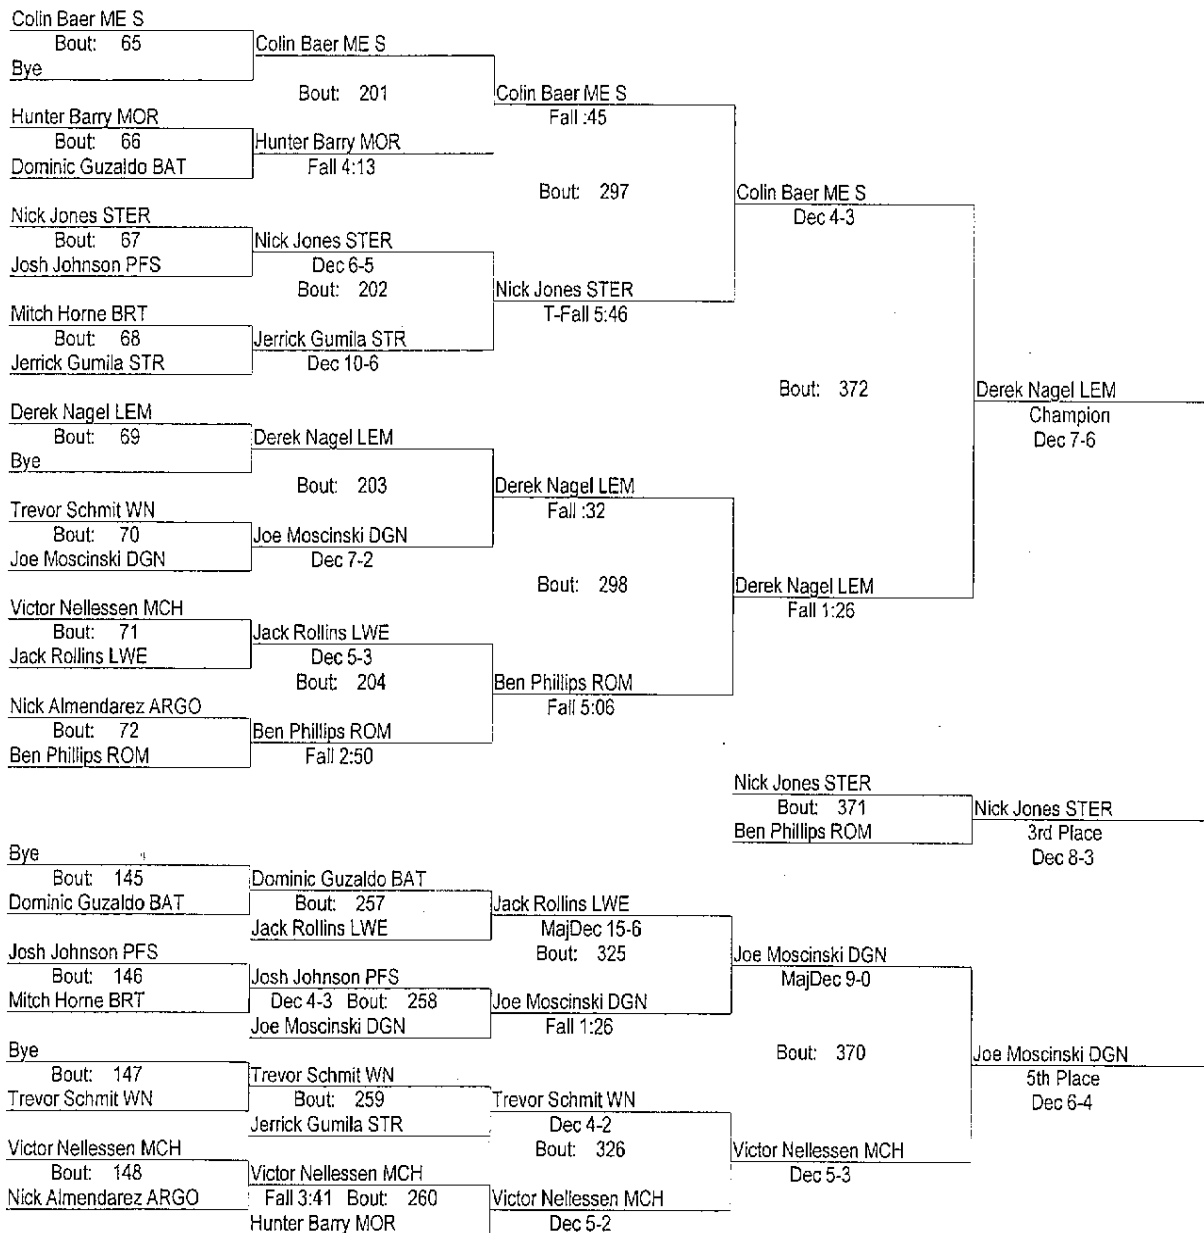 Colin Baer ME S
Bout: 65
Bye
Colin Baer ME S
Bout: 201
Hunter Barry MOR
Bout: 66
Dominic Guzaldo BAT
Hunter Barry MOR
Fall 4:13
Colin Baer ME S
Fall :45
Bout: 297
Nick Jones STER
Bout: 67
Josh Johnson PFS
Nick Jones STER
Dec 6-5
Bout: 202
Mitch Horne BRT
Bout: 68
Jerrick Gumila STR
Jerrick Gumila STR
Dec 10-6
Nick Jones STER
T-Fall 5:46
Colin Baer ME S
Dec 4-3
Bout: 372
Derek Nagel LEM
Champion
Dec 7-6
Derek Nagel LEM
Bout: 69
Bye
Derek Nagel LEM
Bout: 203
Trevor Schmit WN
Bout: 70
Joe Moscinski DGN
Joe Moscinski DGN
Dec 7-2
Derek Nagel LEM
Fall :32
Bout: 298
Victor Nellessen MCH
Bout: 71
Jack Rollins LWE
Jack Rollins LWE
Dec 5-3
Bout: 204
Nick Almendarez ARGO
Bout: 72
Ben Phillips ROM
Ben Phillips ROM
Fall 2:50
Ben Phillips ROM
Fall 5:06
Derek Nagel LEM
Fall 1:26
Nick Jones STER
Bout: 371
Ben Phillips ROM
Nick Jones STER
3rd Place
Dec 8-3
Bye
Bout: 145
Dominic Guzaldo BAT
Dominic Guzaldo BAT
Bout: 257
Jack Rollins LWE
Jack Rollins LWE
MajDec 15-6
Bout: 325
Josh Johnson PFS
Bout: 146
Mitch Horne BRT
Josh Johnson PFS
Dec 4-3 Bout: 258
Joe Moscinski DGN
Joe Moscinski DGN
Fall 1:26
Joe Moscinski DGN
MajDec 9-0
Bout: 370
Joe Moscinski DGN
5th Place
Dec 6-4
Bye
Bout: 147
Trevor Schmit WN
Trevor Schmit WN
Bout: 259
Jerrick Gumila STR
Trevor Schmit WN
Dec 4-2
Bout: 326
Victor Nellessen MCH
Bout: 148
Nick Almendarez ARGO
Victor Nellessen MCH
Fall 3:41 Bout: 260
Hunter Barry MOR
Victor Nellessen MCH
Dec 5-2
Victor Nellessen MCH
Dec 5-3